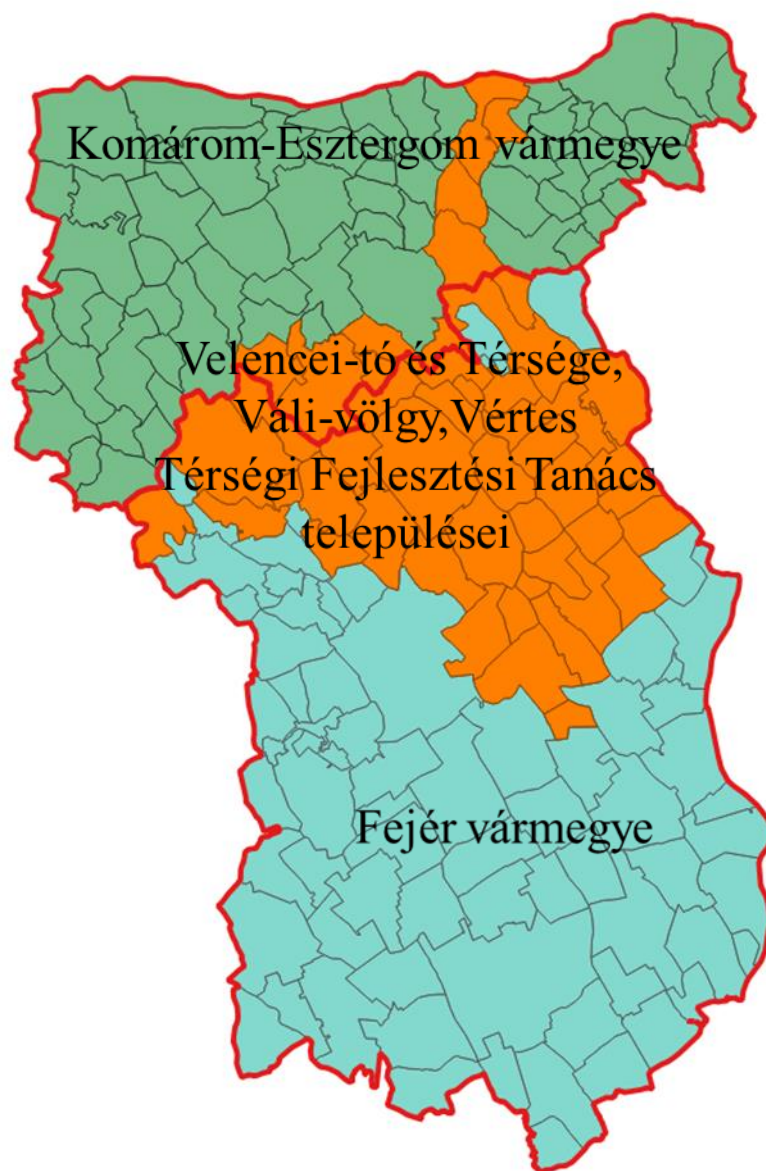 Komárom-Esztergom vármegye
Velencei-tó és Térsége,
Váli-völgy,Vértes
Térségi Fejlesztési Tanács
települései
Fejér vármegye